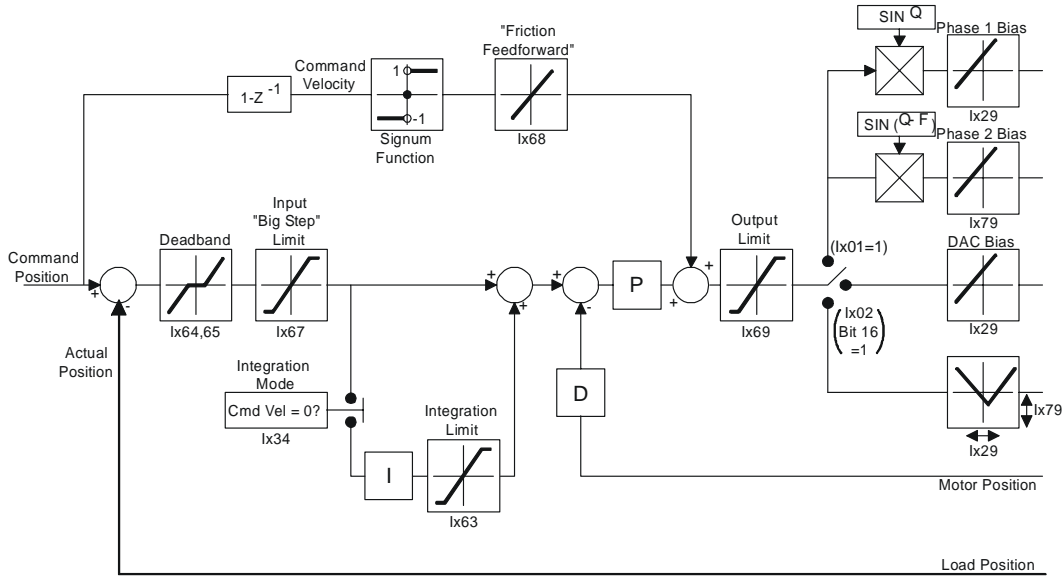 SIN Q
Phase 1 Bias
Ix29
SIN (Q- F)
Phase 2 Bias
Ix79
"Friction
Feedforward"
Ix68
Command
Velocity
1-Z -1
1
-1
Signum
Function
Command
Position
+
-
Deadband
Ix64,65
Input
"Big Step"
Limit
Ix67
+
+
+
-
P
+
+
Output
Limit
Ix69
(Ix01=1)
(Ix02
Bit 16
=1)
DAC Bias
Ix29
Ix79
Ix29
Actual
Position
Integration
Mode
Cmd Vel = 0?
Ix34
I
Integration
Limit
Ix63
D
Motor Position
Load Position